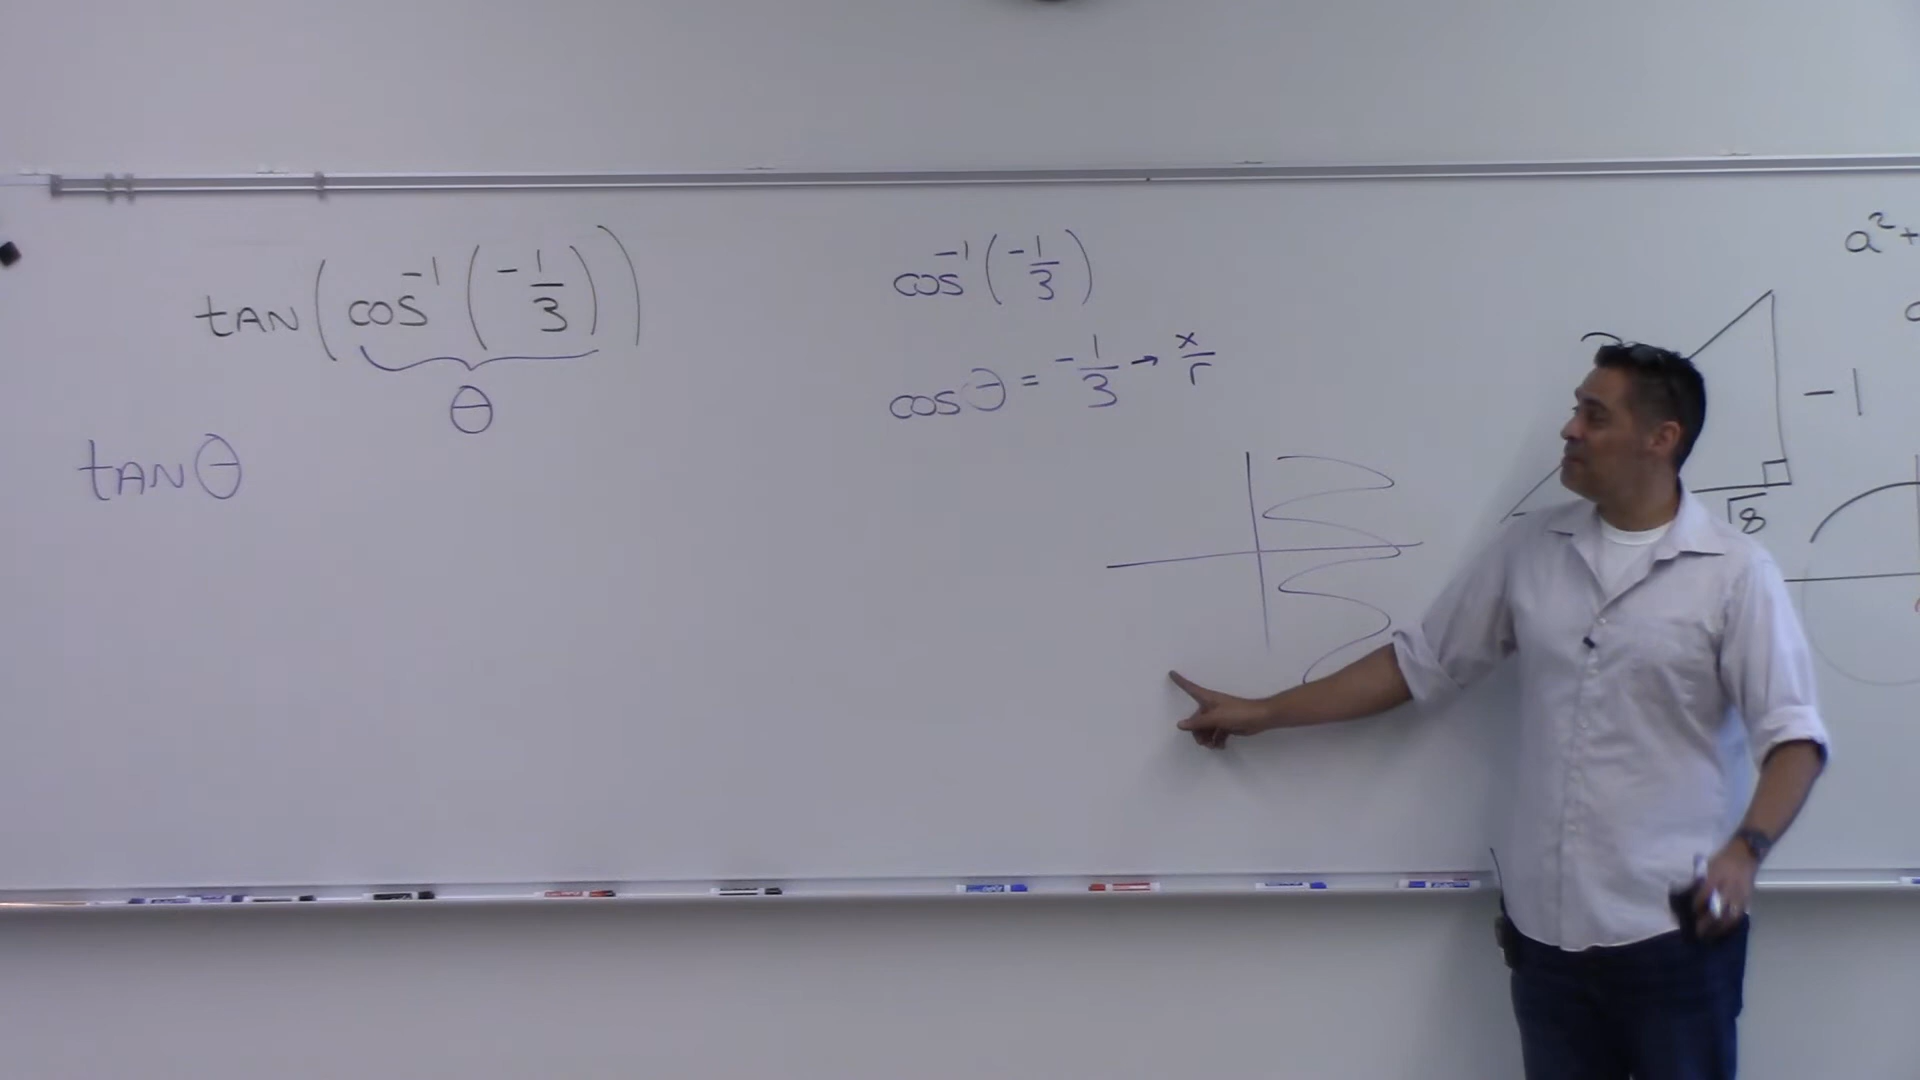 tan(cos⁻¹(-1/3))
θ
tan θ
cos⁻¹(-1/3)
cos θ = -1/3 → x/r
a² +
-1
√8